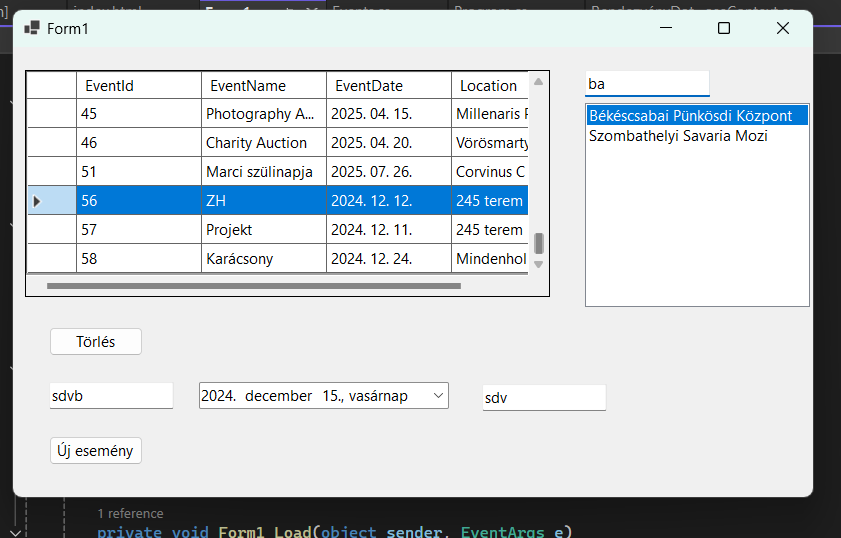 Form1
EventId EventName EventDate Location
45 Photography A... 2025. 04. 15. Millenaris
46 Charity Auction 2025. 04. 20. Vörösmarty
51 Marci szülinapja 2025. 07. 26. Corvinus C
56 ZH 2024. 12. 12. 245 terem
57 Projekt 2024. 12. 11. 245 terem
58 Karácsony 2024. 12. 24. Mindenhol
ba
Békéscsabai Pünkösdi Központ
Szombathelyi Savaria Mozi
Törlés
sdvb 2024. december 15., vasárnap sdv
Új esemény
1 reference
private void Form1_Load(object sender, EventArgs e)